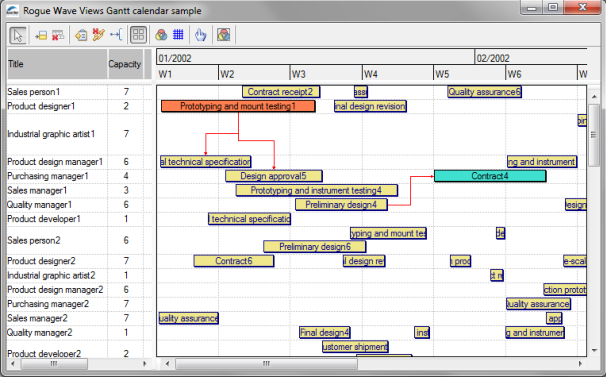 Rogue Wave Views Gantt calendar sample
01/2002 02/2002
Title Capacity W1 W2 W3 W4 W5 W6
Sales person1 7 Contract receipt2 Quality assurance6
Product designer1 2 Prototyping and mount testing1 nal design revision
Industrial graphic artist1 7
Product design manager1 6 al technical specification ng and instrument
Purchasing manager1 4 Design approval5 Contract4
Sales manager1 3 Prototyping and instrument testing4
Quality manager1 6 Preliminary design4 esign
Product developer1 1 technical specificatio
Sales person2 6 yping and mount tes de
Preliminary design6
Product designer2 7 Contract6 l design re prod e-scal
Industrial graphic artist2 1
Product design manager2 6 ction protot
Purchasing manager2 7 uality assurance
Sales manager2 7 uality assurance app
Quality manager2 1 Final design4 inst g and instrumen
Product developer2 2 ustomer shipment